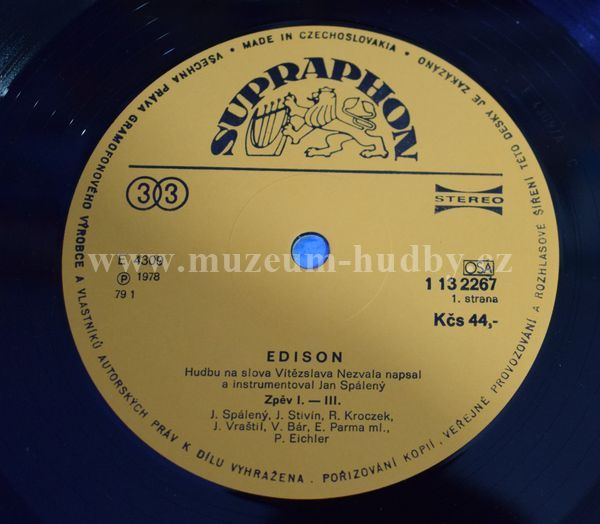 VŠECHNA PRÁVA GRAMOFONOVÉHO VÝROBCE A VLASTNÍKŮ AUTORSKÝCH PRÁV K DÍLU VYHRAŽENA. POŘIZOVÁNÍ KOPIÍ, VEŘEJNÉ PROVOZOVÁNÍ A ROZHLASOVÉ ŠÍŘENÍ TÉTO DESKY JE ZAKÁZÁNO • MADE IN CZECHOSLOVAKIA •
SUPRAPHON
33
STEREO
www.muzeum-hudby.cz
E 4309
Ⓟ 1978
79 1
OSA
1 13 2267
1. strana
Kčs 44,-
EDISON
Hudbu na slova Vítězslava Nezvala napsal
a instrumentoval Jan Spálený
Zpěv I. — III.
J. Spálený, J. Stivín, R. Kroczek,
J. Vraštil, V. Bár, E. Parma ml.,
P. Eichler